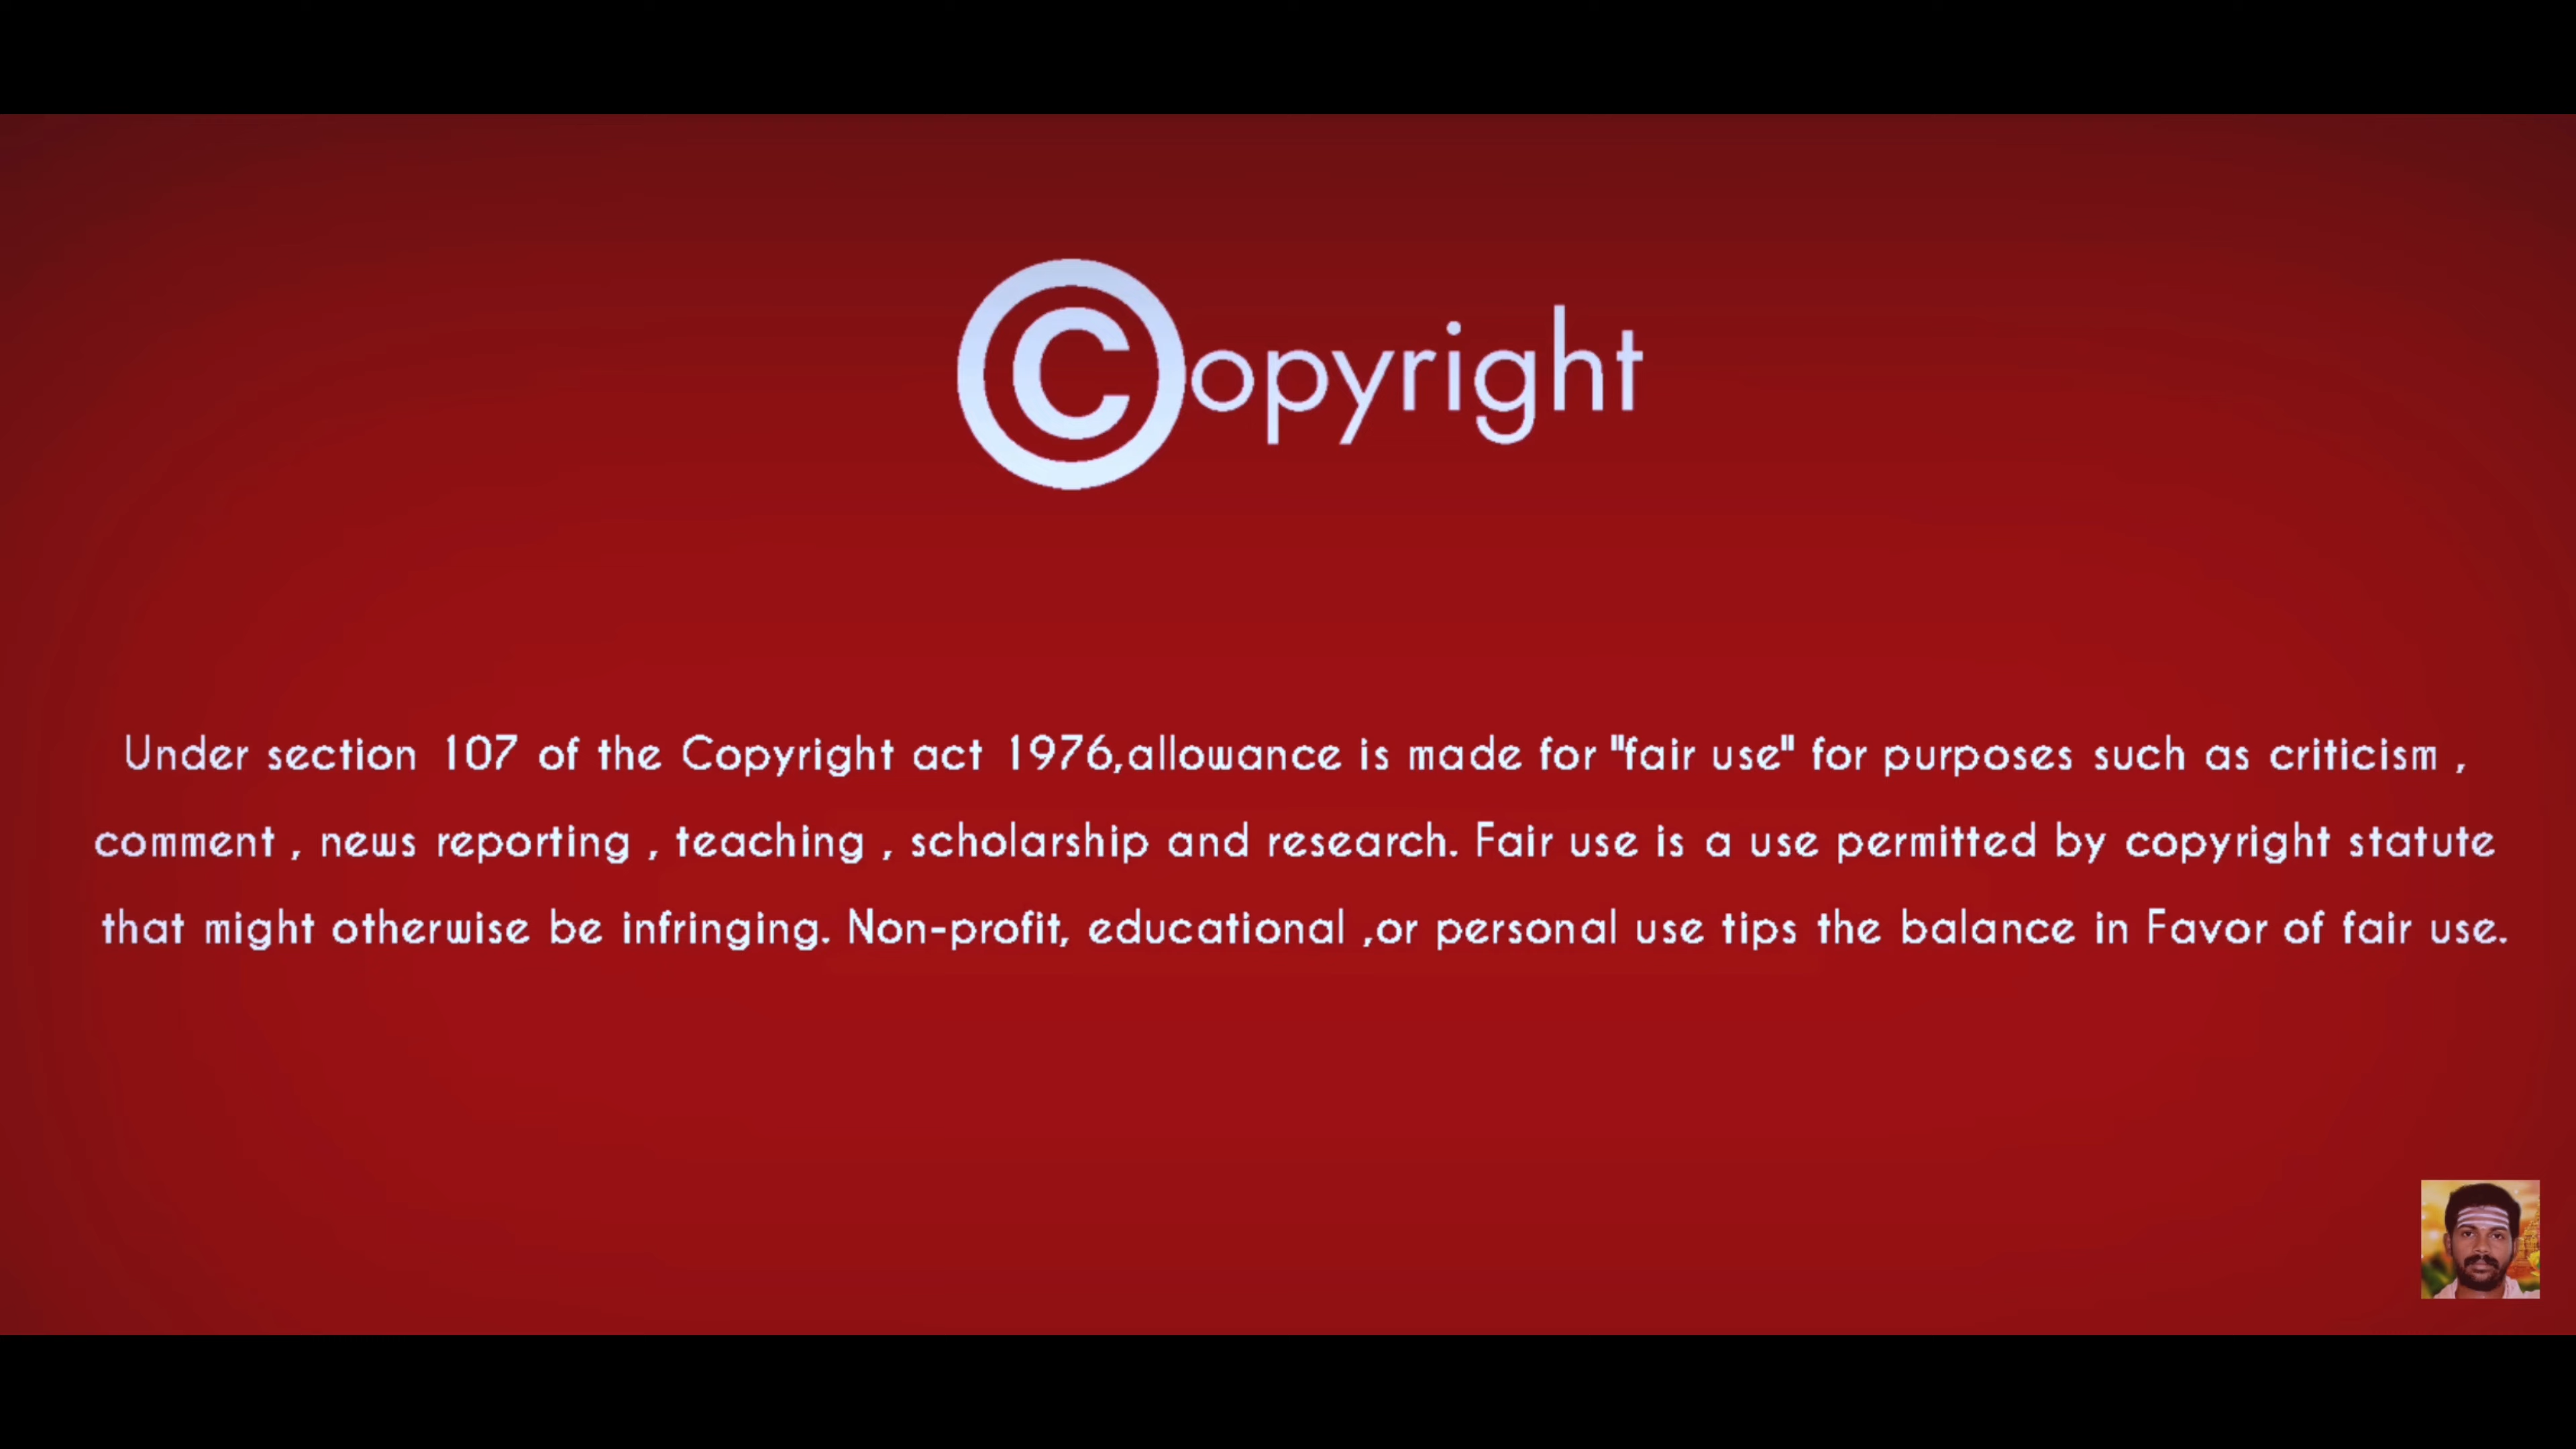 ©opyright
Under section 107 of the Copyright act 1976,allowance is made for "fair use" for purposes such as criticism ,
comment , news reporting , teaching , scholarship and research. Fair use is a use permitted by copyright statute
that might otherwise be infringing. Non-profit, educational ,or personal use tips the balance in Favor of fair use.